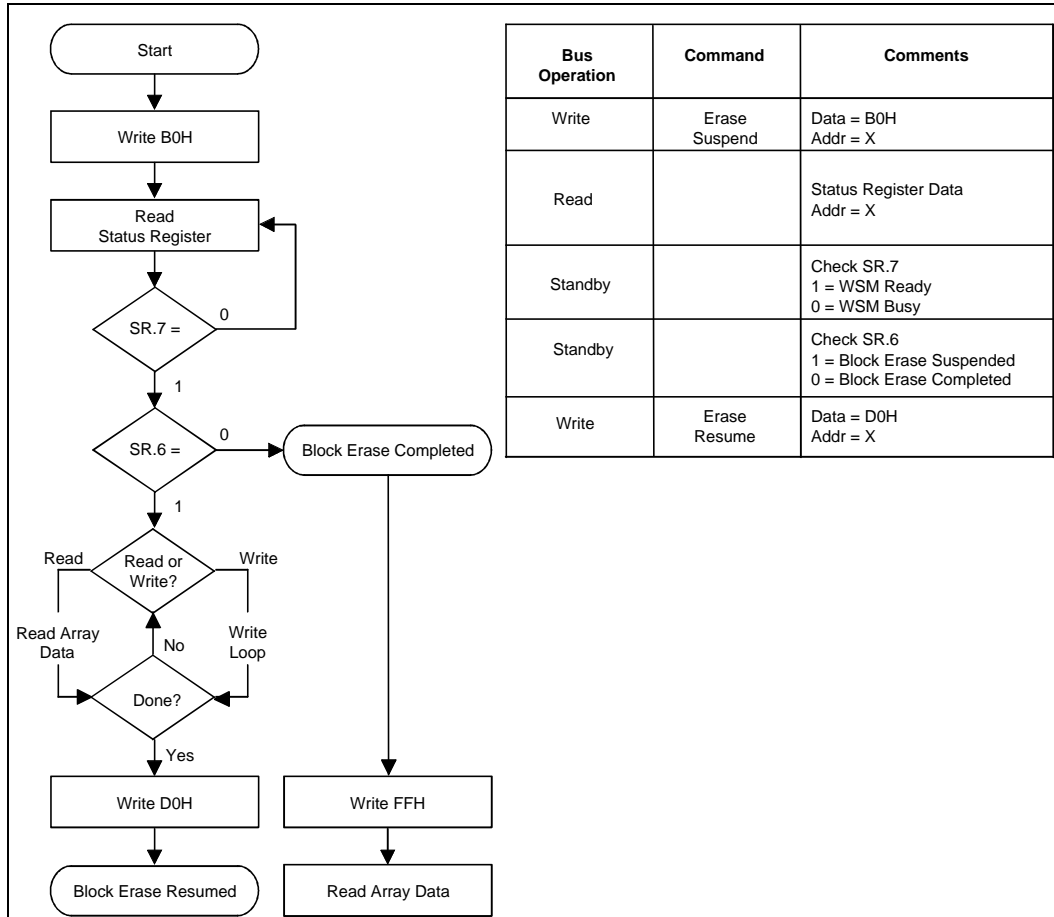 Start
Write B0H
Read
Status Register
SR.7 =
0
1
SR.6 =
0
Block Erase Completed
1
Read
Read or
Write?
Write
Read Array
Data
No
Write
Loop
Done?
Yes
Write D0H
Write FFH
Block Erase Resumed
Read Array Data
Bus
Operation
Command
Comments
Write
Erase
Suspend
Data = B0H
Addr = X
Read
Status Register Data
Addr = X
Standby
Check SR.7
1 = WSM Ready
0 = WSM Busy
Standby
Check SR.6
1 = Block Erase Suspended
0 = Block Erase Completed
Write
Erase
Resume
Data = D0H
Addr = X